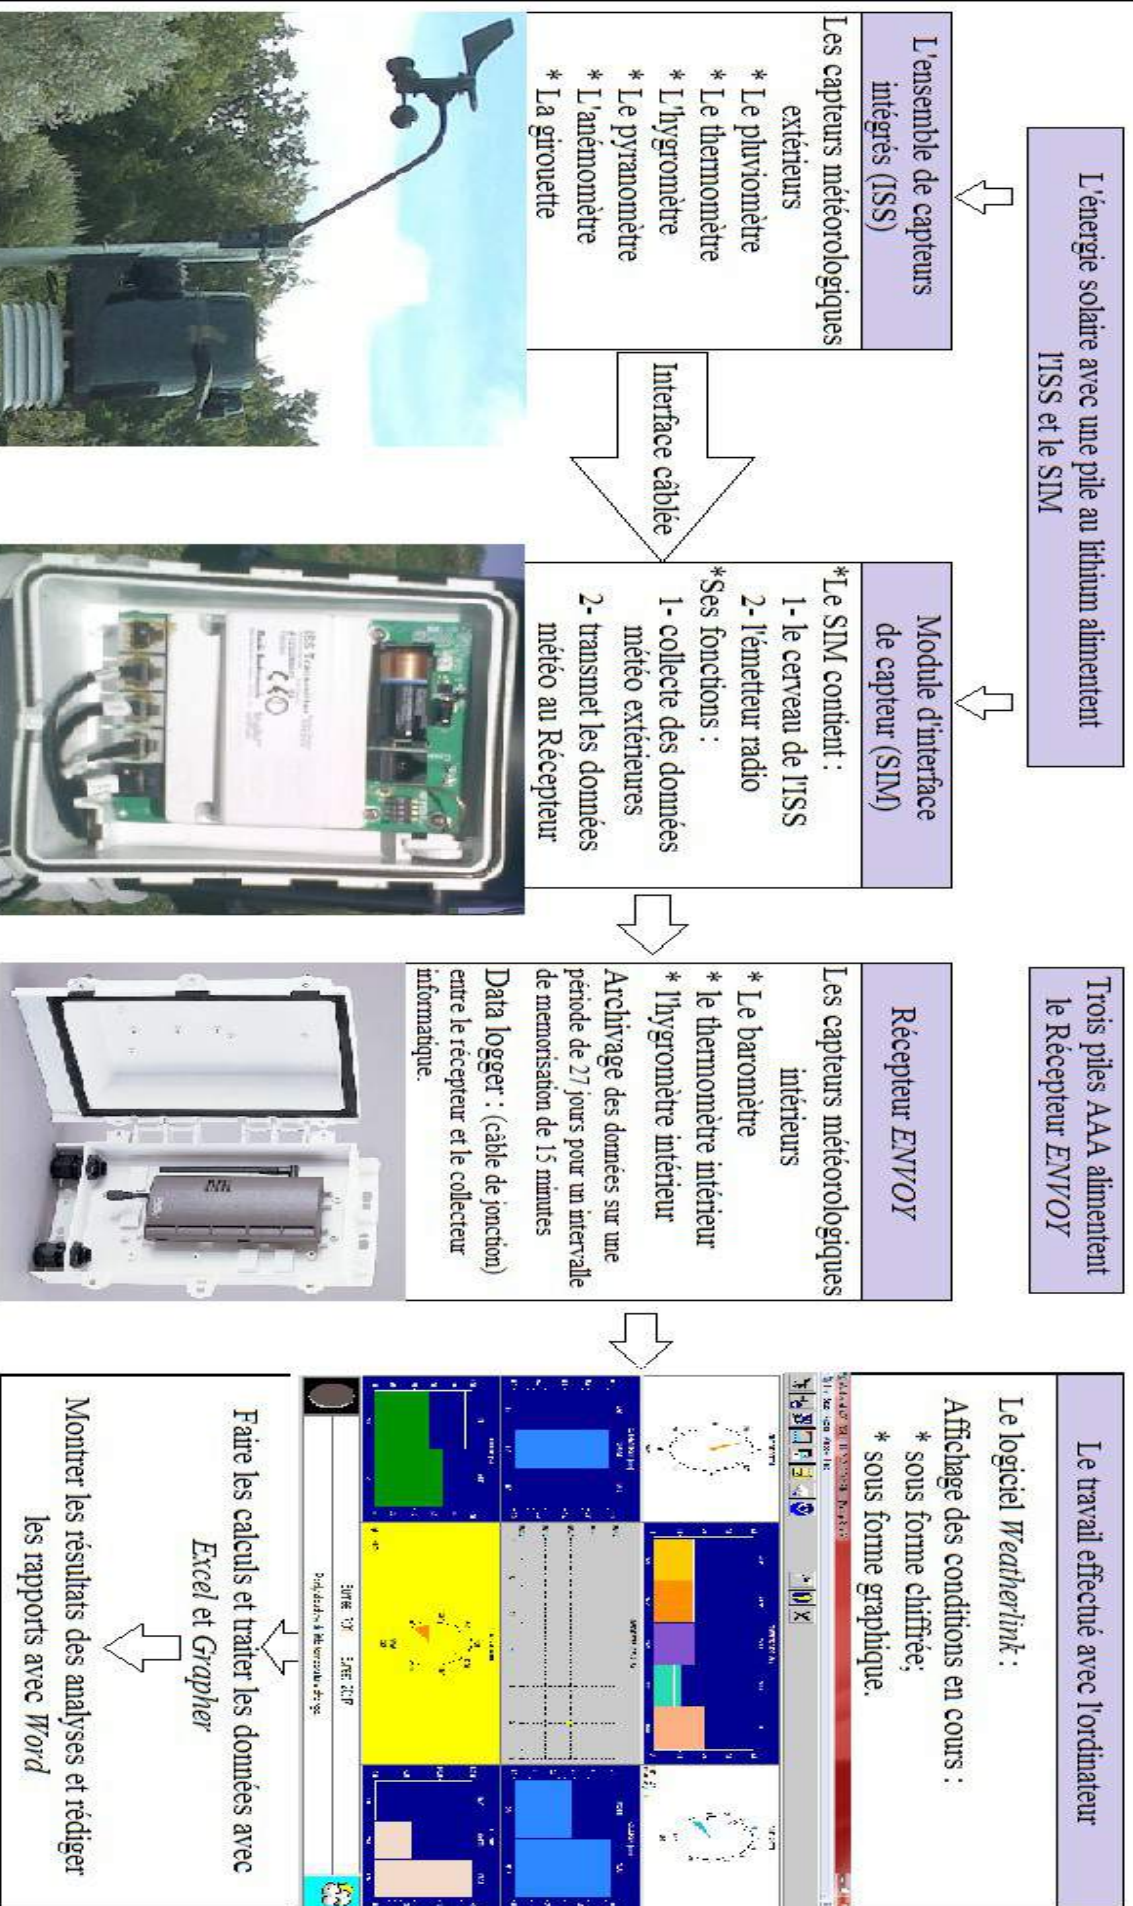 L'énergie solaire avec une pile au lithium alimentent
l'ISS et le SIM
Trois piles AAA alimentent
le Récepteur ENVOY
L'ensemble de capteurs
intégrés (ISS)
Les capteurs météorologiques
extérieurs
* Le pluviomètre
* Le thermomètre
* L'hygromètre
* Le pyranomètre
* L'anémomètre
* La girouette
Interface câblée
Module d'interface
de capteur (SIM)
*Le SIM contient :
1- le cerveau de l'ISS
2- l'émetteur radio
*Ses fonctions :
1- collecte des données
météo extérieures
2- transmet les données
météo au Récepteur
ISS Transmitter
Récepteur ENVOY
Les capteurs météorologiques
intérieurs
* Le baromètre
* le thermomètre intérieur
* l'hygromètre intérieur
Archivage des données sur une
période de 27 jours pour un intervalle
de memorisation de 15 minutes
Data logger : (câble de jonction)
entre le récepteur et le collecteur
informatique.
Le travail effectué avec l'ordinateur
Le logiciel Weatherlink :
Affichage des conditions en cours :
* sous forme chiffrée;
* sous forme graphique.
Faire les calculs et traiter les données avec
Excel et Grapher
Montrer les résultats des analyses et rédiger
les rapports avec Word